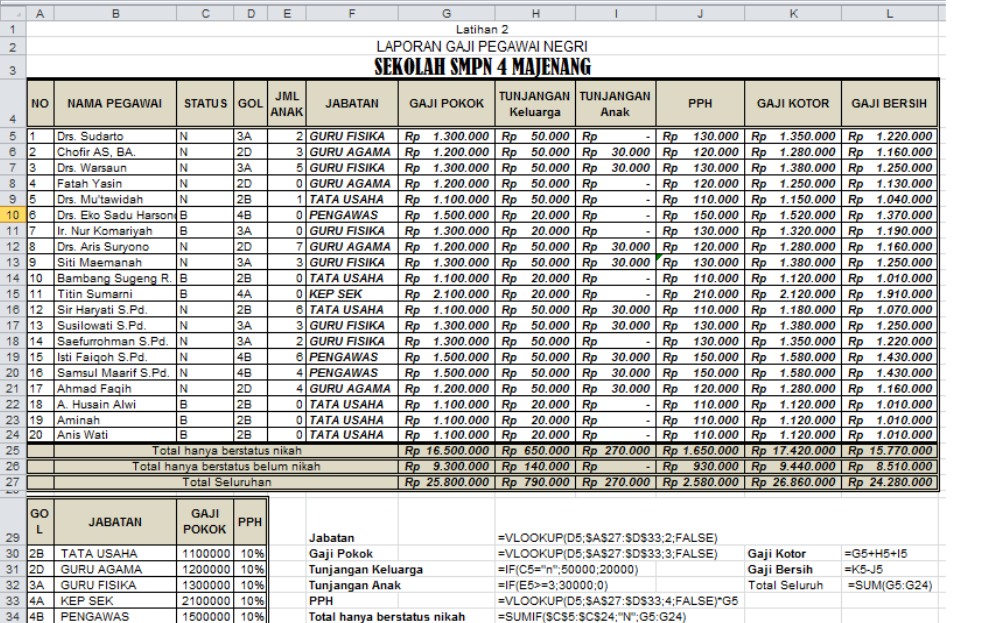 A B C D E F G H I J K L
1 Latihan 2
2 LAPORAN GAJI PEGAWAI NEGRI
3 SEKOLAH SMPN 4 MAJENANG
4 NO NAMA PEGAWAI STATUS GOL JML ANAK JABATAN GAJI POKOK TUNJANGAN Keluarga TUNJANGAN Anak PPH GAJI KOTOR GAJI BERSIH
5 1 Drs. Sudarto N 3A 2 GURU FISIKA Rp 1.300.000 Rp 50.000 Rp - Rp 130.000 Rp 1.350.000 Rp 1.220.000
6 2 Chofir AS, BA. N 2D 3 GURU AGAMA Rp 1.200.000 Rp 50.000 Rp 30.000 Rp 120.000 Rp 1.280.000 Rp 1.160.000
7 3 Drs. Warsaun N 3A 5 GURU FISIKA Rp 1.300.000 Rp 50.000 Rp 30.000 Rp 130.000 Rp 1.380.000 Rp 1.250.000
8 4 Fatah Yasin N 2D 0 GURU AGAMA Rp 1.200.000 Rp 50.000 Rp - Rp 120.000 Rp 1.250.000 Rp 1.130.000
9 5 Drs. Mu'tawidah N 2B 1 TATA USAHA Rp 1.100.000 Rp 50.000 Rp - Rp 110.000 Rp 1.150.000 Rp 1.040.000
10 6 Drs. Eko Sadu Harson B 4B 0 PENGAWAS Rp 1.500.000 Rp 20.000 Rp - Rp 150.000 Rp 1.520.000 Rp 1.370.000
11 7 Ir. Nur Komariyah B 3A 0 GURU FISIKA Rp 1.300.000 Rp 20.000 Rp - Rp 130.000 Rp 1.320.000 Rp 1.190.000
12 8 Drs. Aris Suryono N 2D 7 GURU AGAMA Rp 1.200.000 Rp 50.000 Rp 30.000 Rp 120.000 Rp 1.280.000 Rp 1.160.000
13 9 Siti Maemanah N 3A 3 GURU FISIKA Rp 1.300.000 Rp 50.000 Rp 30.000 Rp 130.000 Rp 1.380.000 Rp 1.250.000
14 10 Bambang Sugeng R. B 2B 0 TATA USAHA Rp 1.100.000 Rp 20.000 Rp - Rp 110.000 Rp 1.120.000 Rp 1.010.000
15 11 Titin Sumarni B 4A 0 KEP SEK Rp 2.100.000 Rp 20.000 Rp - Rp 210.000 Rp 2.120.000 Rp 1.910.000
16 12 Sir Haryati S.Pd. N 2B 6 TATA USAHA Rp 1.100.000 Rp 50.000 Rp 30.000 Rp 110.000 Rp 1.180.000 Rp 1.070.000
17 13 Susilowati S.Pd. N 3A 3 GURU FISIKA Rp 1.300.000 Rp 50.000 Rp 30.000 Rp 130.000 Rp 1.380.000 Rp 1.250.000
18 14 Saefurrohman S.Pd. N 3A 2 GURU FISIKA Rp 1.300.000 Rp 50.000 Rp - Rp 130.000 Rp 1.350.000 Rp 1.220.000
19 15 Isti Faiqoh S.Pd. N 4B 6 PENGAWAS Rp 1.500.000 Rp 50.000 Rp 30.000 Rp 150.000 Rp 1.580.000 Rp 1.430.000
20 16 Samsul Maarif S.Pd. N 4B 4 PENGAWAS Rp 1.500.000 Rp 50.000 Rp 30.000 Rp 150.000 Rp 1.580.000 Rp 1.430.000
21 17 Ahmad Faqih N 2D 4 GURU AGAMA Rp 1.200.000 Rp 50.000 Rp 30.000 Rp 120.000 Rp 1.280.000 Rp 1.160.000
22 18 A. Husain Alwi B 2B 0 TATA USAHA Rp 1.100.000 Rp 20.000 Rp - Rp 110.000 Rp 1.120.000 Rp 1.010.000
23 19 Aminah B 2B 0 TATA USAHA Rp 1.100.000 Rp 20.000 Rp - Rp 110.000 Rp 1.120.000 Rp 1.010.000
24 20 Anis Wati B 2B 0 TATA USAHA Rp 1.100.000 Rp 20.000 Rp - Rp 110.000 Rp 1.120.000 Rp 1.010.000
25 Total hanya berstatus nikah Rp 16.500.000 Rp 650.000 Rp 270.000 Rp 1.650.000 Rp 17.420.000 Rp 15.770.000
26 Total hanya berstatus belum nikah Rp 9.300.000 Rp 140.000 Rp - Rp 930.000 Rp 9.440.000 Rp 8.510.000
27 Total Seluruhan Rp 25.800.000 Rp 790.000 Rp 270.000 Rp 2.580.000 Rp 26.860.000 Rp 24.280.000
29 GOL JABATAN GAJI POKOK PPH Jabatan =VLOOKUP(D5;$A$27:$D$33;2;FALSE)
30 2B TATA USAHA 1100000 10% Gaji Pokok =VLOOKUP(D5;$A$27:$D$33;3;FALSE) Gaji Kotor =G5+H5+I5
31 2D GURU AGAMA 1200000 10% Tunjangan Keluarga =IF(C5="n";50000;20000) Gaji Bersih =K5-J5
32 3A GURU FISIKA 1300000 10% Tunjangan Anak =IF(E5>=3;30000;0) Total Seluruh =SUM(G5:G24)
33 4A KEP SEK 2100000 10% PPH =VLOOKUP(D5;$A$27:$D$33;4;FALSE)*G5
34 4B PENGAWAS 1500000 10% Total hanya berstatus nikah =SUMIF($C$5:$C$24;"N";G5:G24)